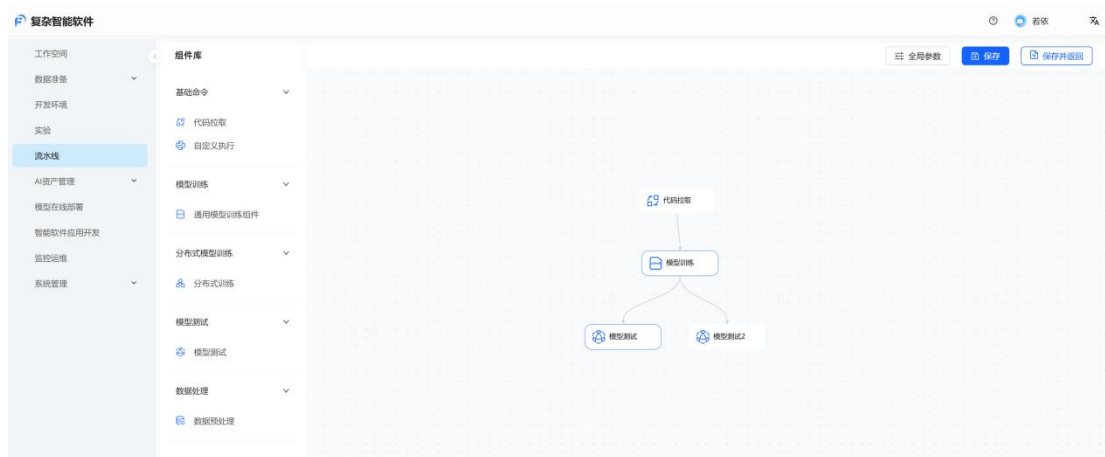 复杂智能软件
若依
工作空间
数据准备
开发环境
实验
流水线
AI资产管理
模型在线部署
智能软件应用开发
监控运维
系统管理
组件库
基础命令
代码拉取
自定义执行
模型训练
通用模型训练组件
分布式模型训练
分布式训练
模型测试
模型测试
数据处理
数据预处理
全局参数
保存
保存并返回
代码拉取
模型训练
模型测试
模型测试2